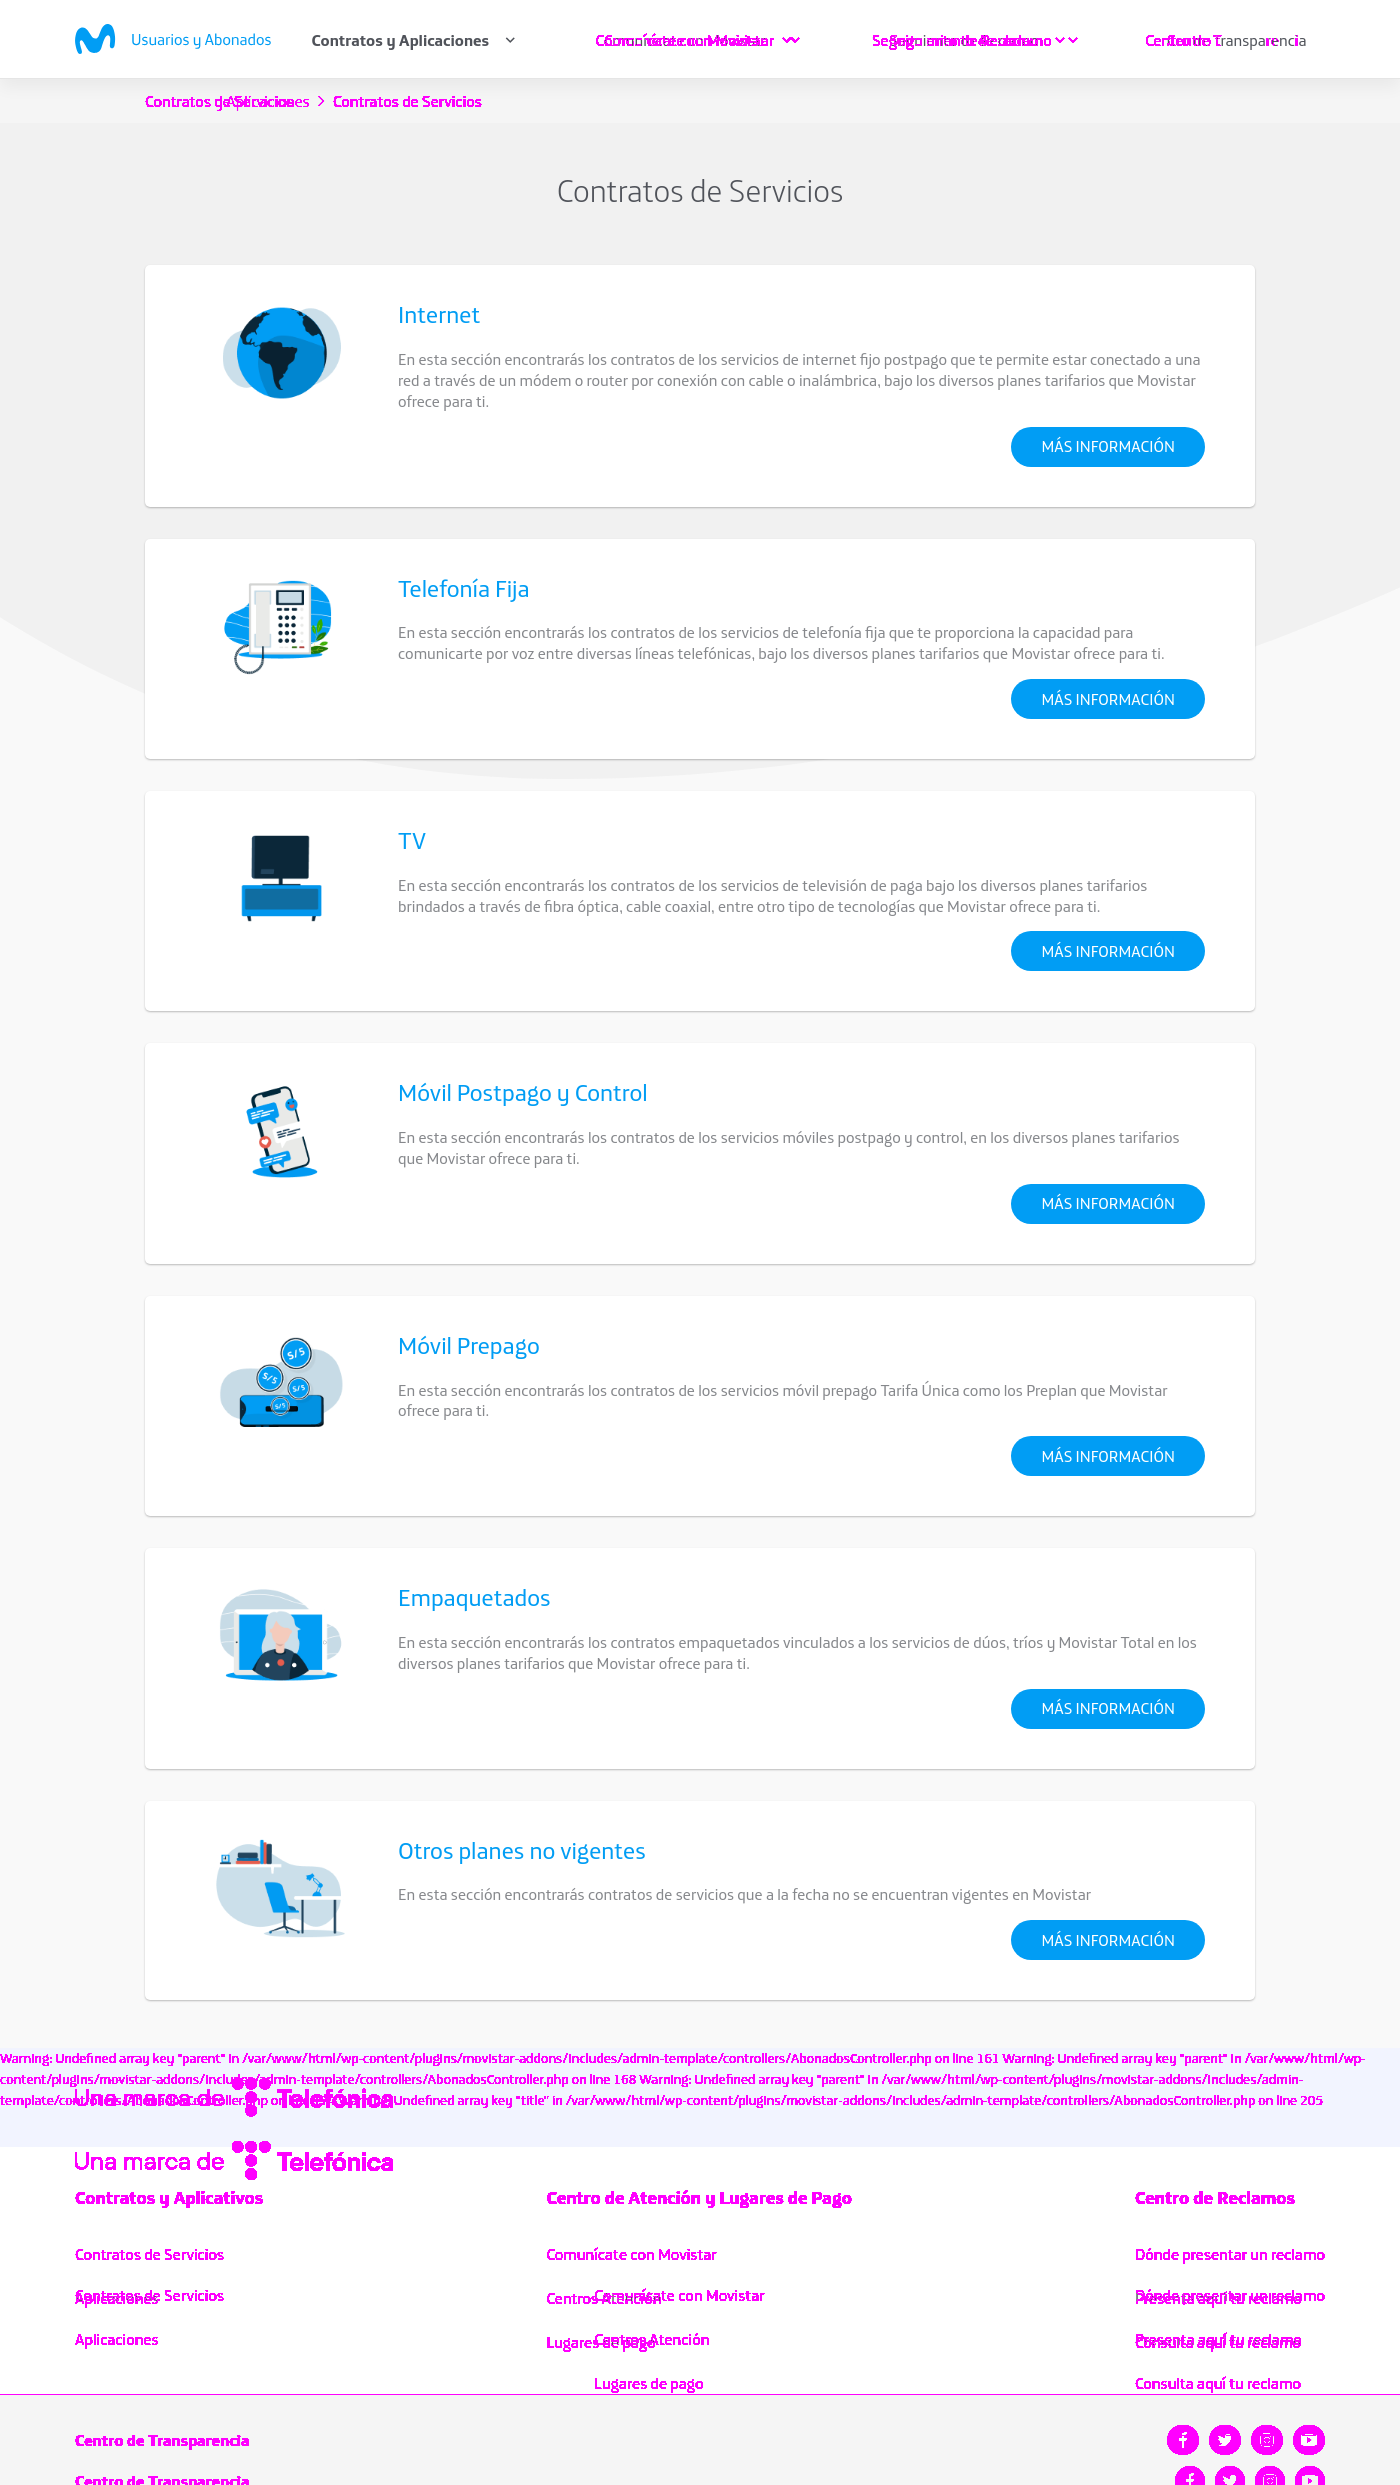 Usuarios y Abonados
Contratos y Aplicaciones
Comunícate con Movistar
Seguimiento de Reclamo
Centro de Transparencia
Contratos de Servicios
Contratos de Servicios
Internet
En esta sección encontrarás los contratos de los servicios de internet fijo postpago que te permite estar conectado a una
red a través de un módem o router por conexión con cable o inalámbrica, bajo los diversos planes tarifarios que Movistar
ofrece para ti.
MÁS INFORMACIÓN
Telefonía Fija
En esta sección encontrarás los contratos de los servicios de telefonía fija que te proporciona la capacidad para
comunicarte por voz entre diversas líneas telefónicas, bajo los diversos planes tarifarios que Movistar ofrece para ti.
MÁS INFORMACIÓN
TV
En esta sección encontrarás los contratos de los servicios de televisión de paga bajo los diversos planes tarifarios
brindados a través de fibra óptica, cable coaxial, entre otro tipo de tecnologías que Movistar ofrece para ti.
MÁS INFORMACIÓN
Móvil Postpago y Control
En esta sección encontrarás los contratos de los servicios móviles postpago y control, en los diversos planes tarifarios
que Movistar ofrece para ti.
MÁS INFORMACIÓN
Móvil Prepago
En esta sección encontrarás los contratos de los servicios móvil prepago Tarifa Única como los Preplan que Movistar
ofrece para ti.
MÁS INFORMACIÓN
Empaquetados
En esta sección encontrarás los contratos empaquetados vinculados a los servicios de dúos, tríos y Movistar Total en los
diversos planes tarifarios que Movistar ofrece para ti.
MÁS INFORMACIÓN
Otros planes no vigentes
En esta sección encontrarás contratos de servicios que a la fecha no se encuentran vigentes en Movistar
MÁS INFORMACIÓN
Warning: Undefined array key "parent" in /var/www/html/wp-content/plugins/movistar-addons/includes/admin-template/controllers/AbonadosController.php on line 161 Warning: Undefined array key "parent" in /var/www/html/wp-
content/plugins/movistar-addons/includes/admin-template/controllers/AbonadosController.php on line 168 Warning: Undefined array key "parent" in /var/www/html/wp-content/plugins/movistar-addons/includes/admin-
Undefined array key "title" in /var/www/html/wp-content/plugins/movistar-addons/includes/admin-template/controllers/AbonadosController.php on line 205
Una marca de Telefónica
Una marca de Telefónica
Contratos y Aplicativos
Centro de Atención y Lugares de Pago
Centro de Reclamos
Contratos de Servicios
Comunícate con Movistar
Dónde presentar un reclamo
Contratos de Servicios
Comunícate con Movistar
Dónde presentar un reclamo
Aplicaciones
Centros Atención
Presenta aquí tu reclamo
Aplicaciones
Centros Atención
Presenta aquí tu reclamo
Lugares de pago
Consulta aquí tu reclamo
Lugares de pago
Consulta aquí tu reclamo
Centro de Transparencia
Centro de Transparencia